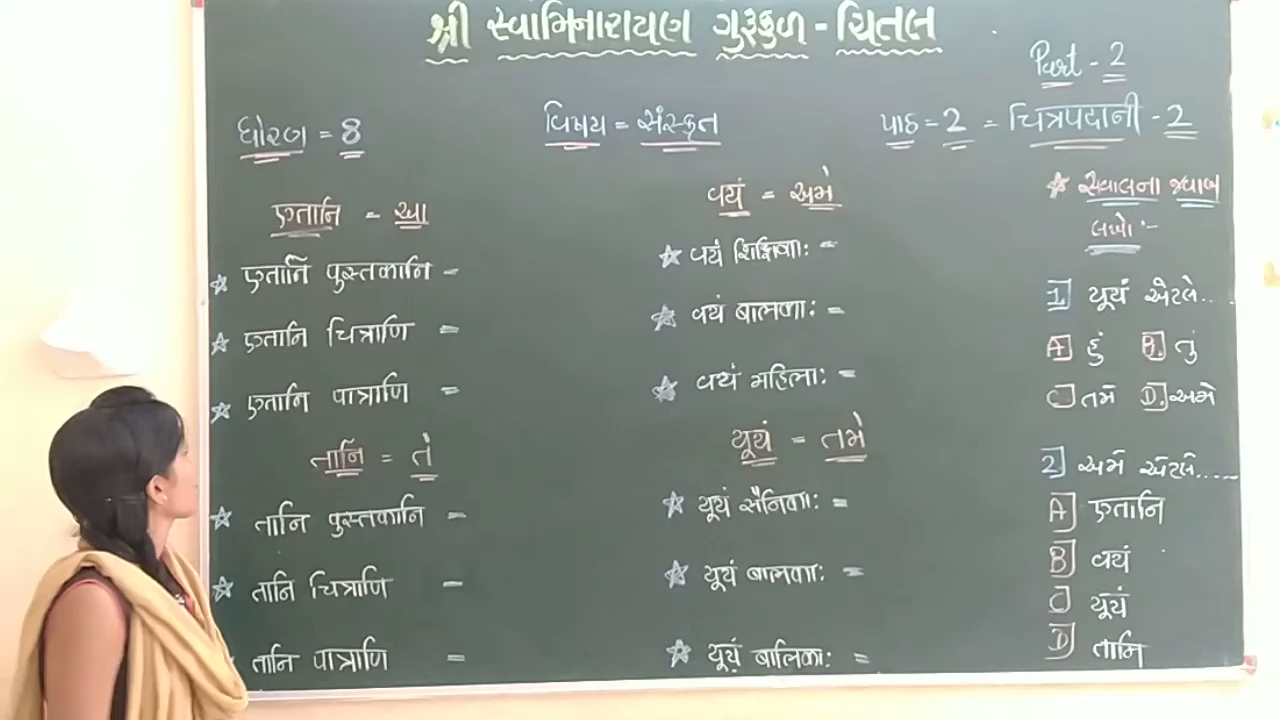 શ્રી સ્વામિનારાયણ ગુરૂકુળ - ચિતલ
Part - 2
ધોરણ = 8
વિષય = સંસ્કૃત
પાઠ = 2 = ચિત્રપદાની - 2
एतानि = આ
एतानि पुस्तकानि =
एतानि चित्राणि =
एतानि पात्राणि =
तानि = તે
तानि पुस्तकानि =
तानि चित्राणि =
तानि पात्राणि =
वयं = અમે
वयं शिक्षिकाः =
वयं बालकाः =
वयं महिलाः =
यूयं = તમે
यूयं सैनिकाः =
यूयं बालकाः =
यूयं बालिकाः =
☆ સવાલના જવાબ
લખો :-
1] यूयं એટલે....
A] હું B.] તું
C] તમે D.] અમે
2] અમે એટલે.....
A] एतानि
B] वयं
C] यूयं
D] तानि